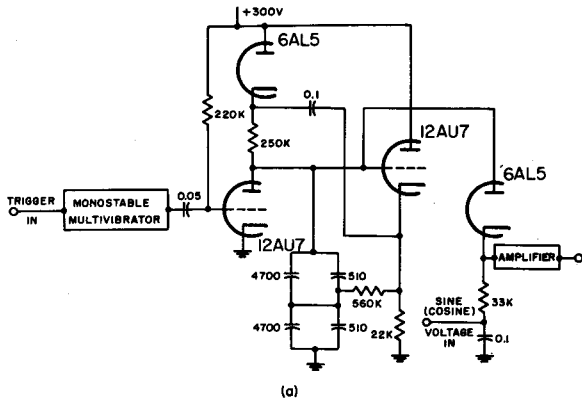 +300V
6AL5
0.1
220K
250K
12AU7
6AL5
TRIGGER
IN
MONOSTABLE
MULTIVIBRATOR
0.05
12AU7
AMPLIFIER
4700
510
560K
33K
SINE
(COSINE)
VOLTAGE
IN
4700
510
22K
0.1
(a)